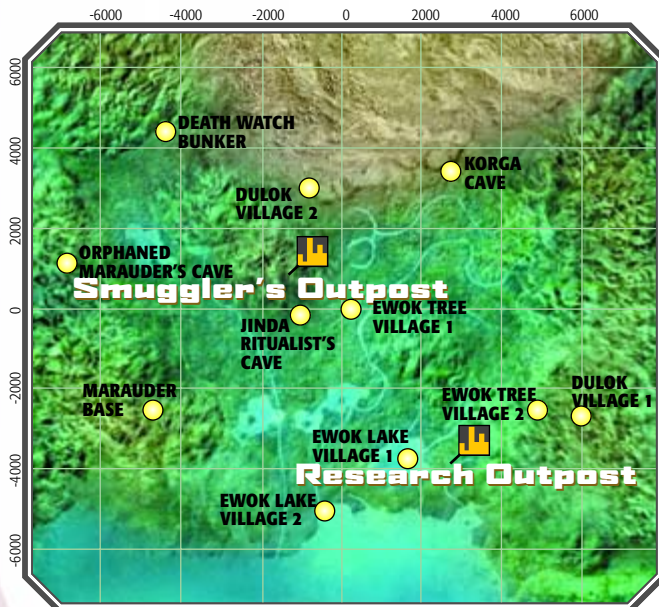 -6000 -4000 -2000 0 2000 4000 6000
6000
4000
2000
0
-2000
-4000
-6000
DEATH WATCH
BUNKER
KORGA
CAVE
DULOK
VILLAGE 2
ORPHANED
MARAUDER'S CAVE
Smuggler's Outpost
EWOK TREE
VILLAGE 1
JINDA
RITUALIST'S
CAVE
MARAUDER
BASE
EWOK TREE
VILLAGE 2
DULOK
VILLAGE 1
EWOK LAKE
VILLAGE 1
Research Outpost
EWOK LAKE
VILLAGE 2